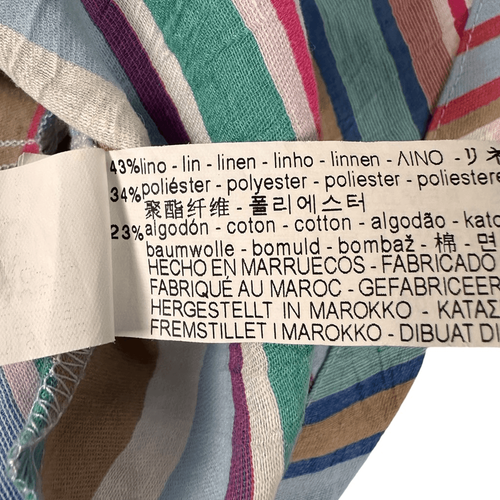 43% lino - lin - linen - linho - linnen - ΛΙΝΟ - リネ
34% poliéster - polyester - poliester - poliestere
聚酯纤维 - 폴리에스터
23% algodón - coton - cotton - algodão - kato
baumwolle - bomuld - bombaž - 棉 - 면
HECHO EN MARRUECOS - FABRICADO
FABRIQUÉ AU MAROC - GEFABRICEER
HERGESTELLT IN MAROKKO - ΚΑΤΑΣ
FREMSTILLET I MAROKKO - DIBUAT DI